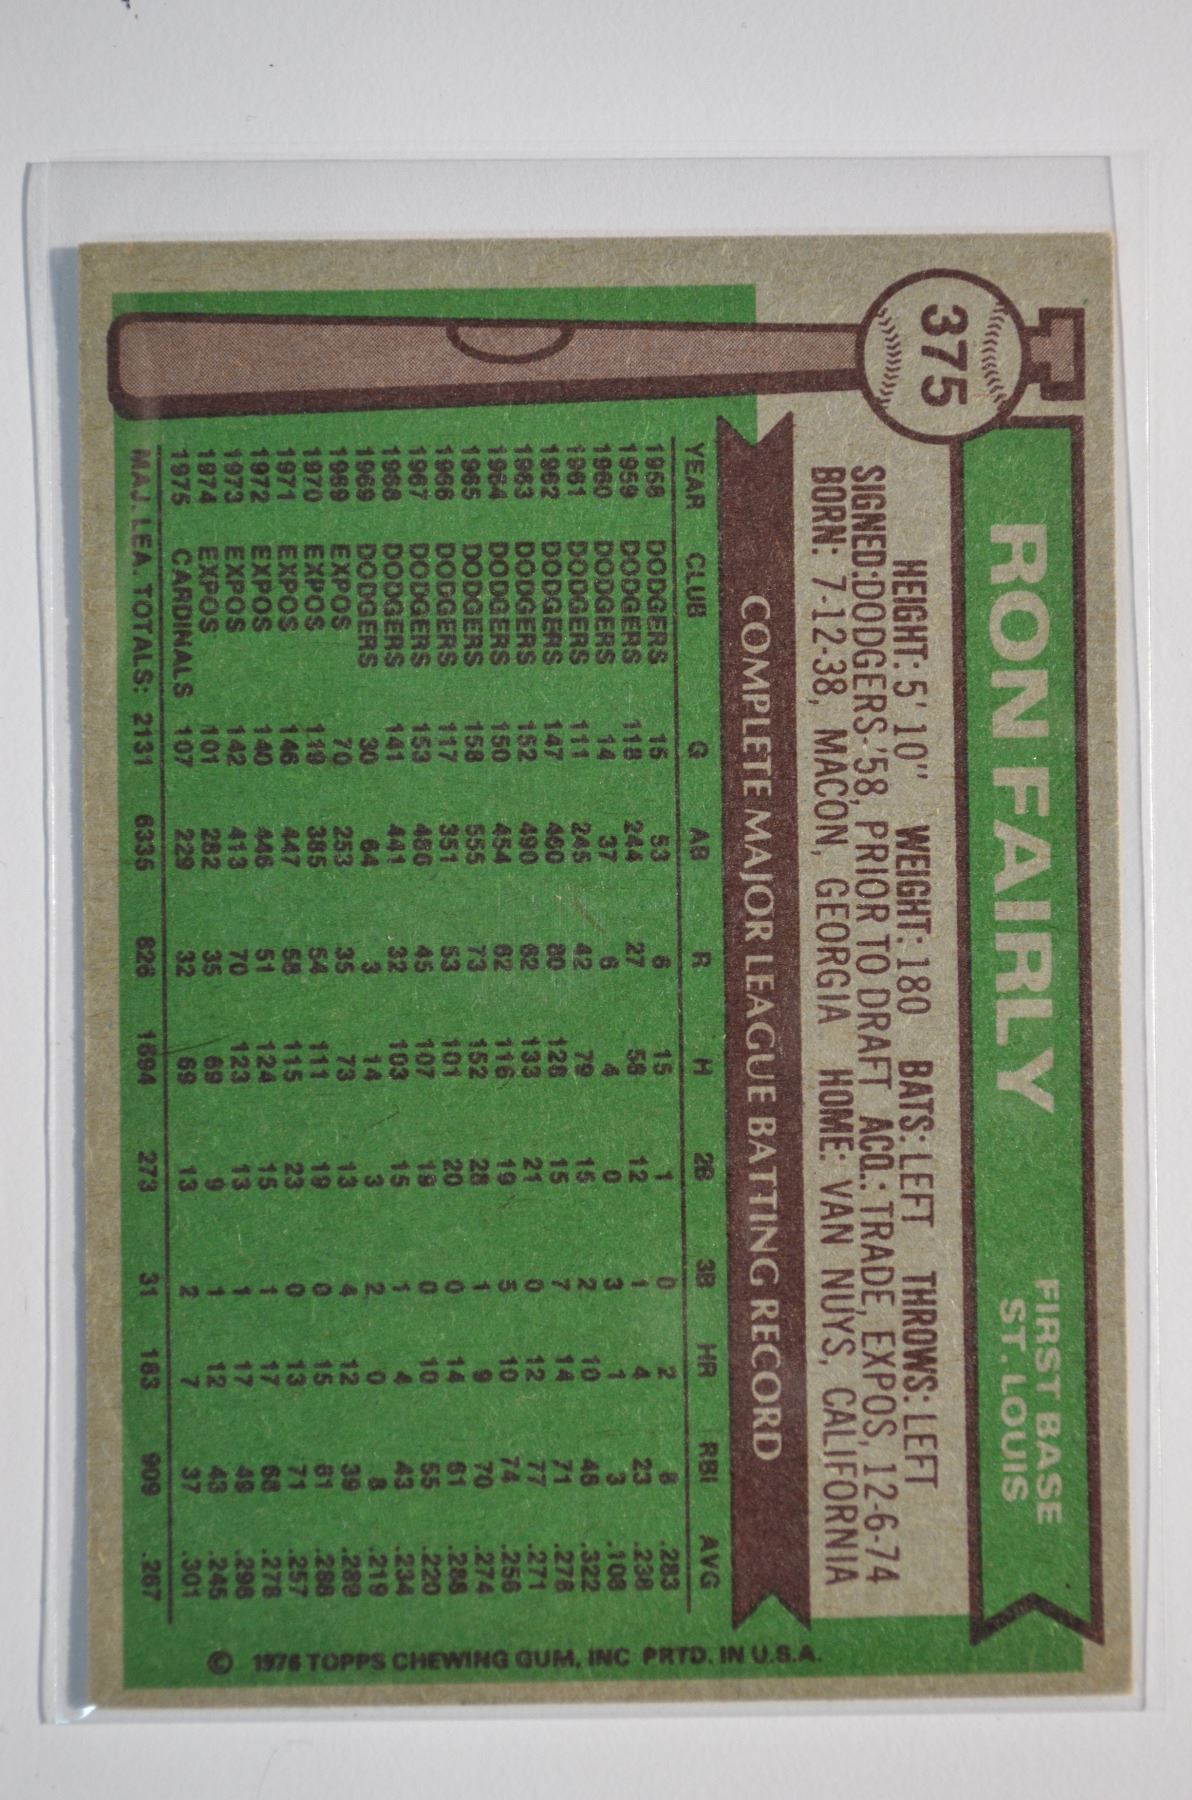 375
RON FAIRLY
FIRST BASE
ST. LOUIS
HEIGHT: 5' 10" WEIGHT: 180 BATS: LEFT THROWS: LEFT
SIGNED: DODGERS-'58, PRIOR TO DRAFT ACQ.: TRADE, EXPOS, 12-6-74
BORN: 7-12-38, MACON, GEORGIA HOME: VAN NUYS, CALIFORNIA
COMPLETE MAJOR LEAGUE BATTING RECORD
YEAR CLUB G AB R H 2B 3B HR RBI AVG
1958 DODGERS 15 53 6 15 1 0 2 8 .283
1959 DODGERS 118 244 27 58 12 1 4 23 .238
1960 DODGERS 14 37 6 4 0 3 1 3 .108
1961 DODGERS 111 245 42 79 15 2 10 48 .322
1962 DODGERS 147 460 80 128 15 7 14 71 .278
1963 DODGERS 152 490 62 133 21 0 12 77 .271
1964 DODGERS 150 454 62 116 19 5 10 74 .256
1965 DODGERS 158 555 73 152 28 1 9 70 .274
1966 DODGERS 117 351 53 101 20 0 14 61 .288
1967 DODGERS 153 486 45 107 19 0 10 55 .220
1968 DODGERS 141 441 32 103 15 1 4 43 .234
1969 DODGERS 30 64 3 14 3 2 0 8 .219
1969 EXPOS 70 253 35 73 13 4 12 39 .289
1970 EXPOS 119 385 54 111 19 0 15 61 .288
1971 EXPOS 146 447 58 115 23 0 13 71 .257
1972 EXPOS 140 446 51 124 15 1 17 68 .278
1973 EXPOS 142 413 70 123 13 1 17 49 .298
1974 EXPOS 101 282 35 69 9 1 12 43 .245
1975 CARDINALS 107 229 32 69 13 2 7 37 .301
MAJ. LEA. TOTALS: 2131 6335 826 1694 273 31 183 909 .267
© 1976 TOPPS CHEWING GUM, INC PRTD. IN U.S.A.